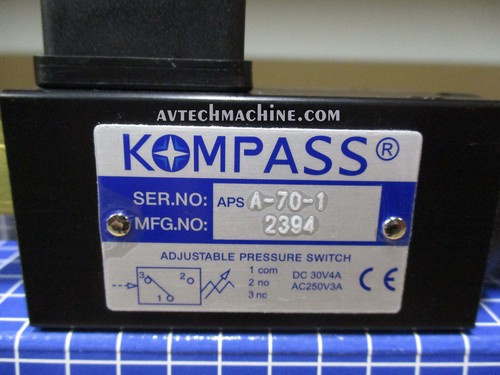 AVTECHMACHINE.COM
KOMPASS®
SER.NO: APS A-70-1
MFG.NO: 2394
ADJUSTABLE PRESSURE SWITCH
3 2 1
1 com DC 30V4A
2 no AC250V3A
3 nc
CE